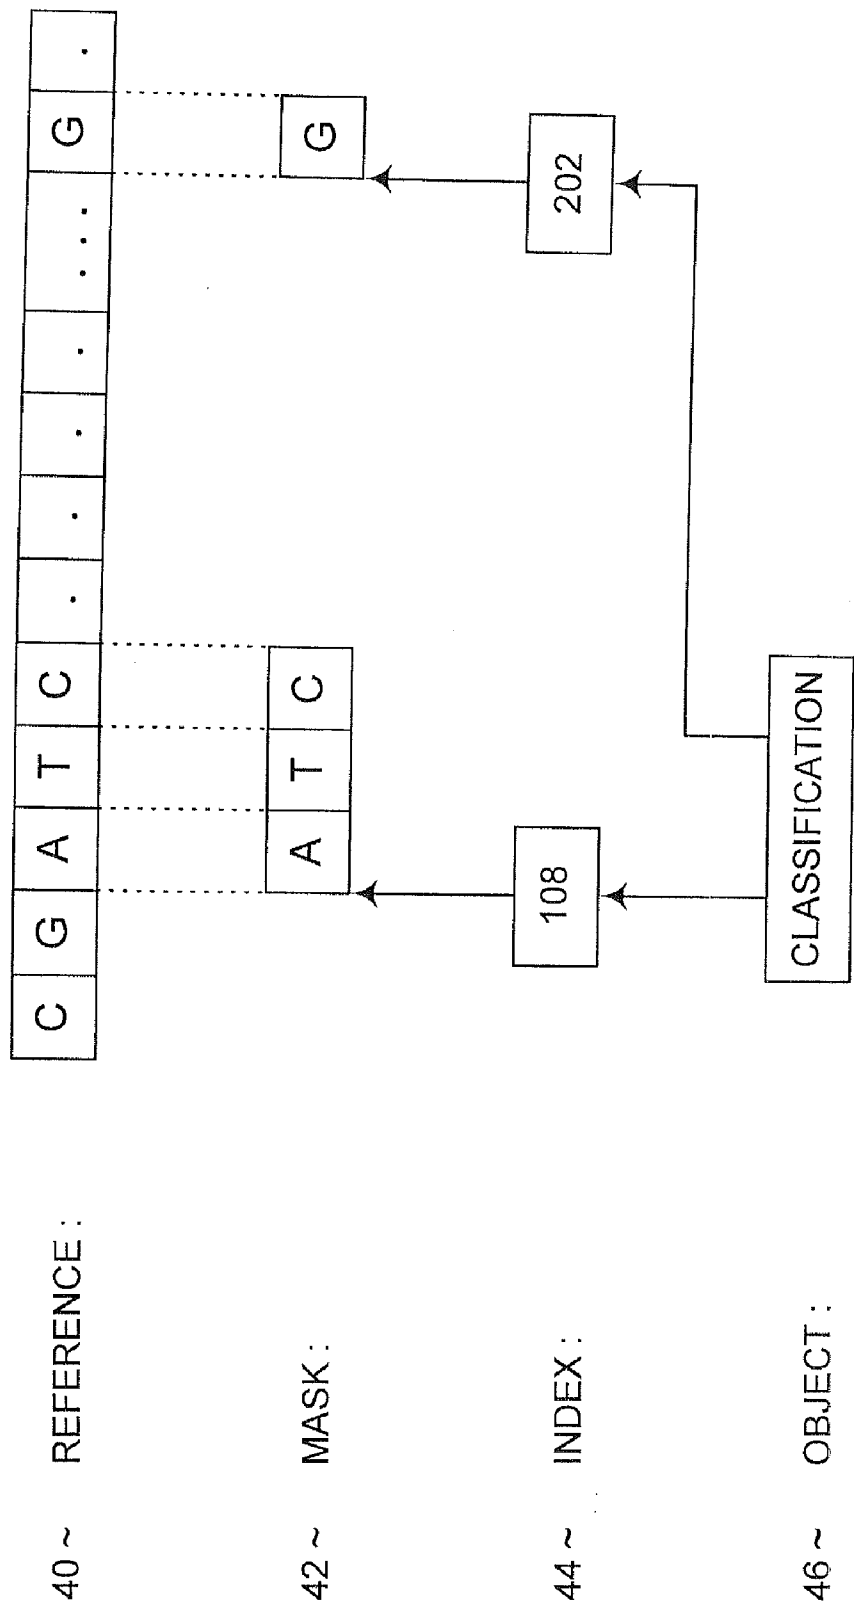 40 ~ REFERENCE : C G A T C . . . . ... G .
42 ~ MASK : A T C G
44 ~ INDEX : 108 202
46 ~ OBJECT : CLASSIFICATION